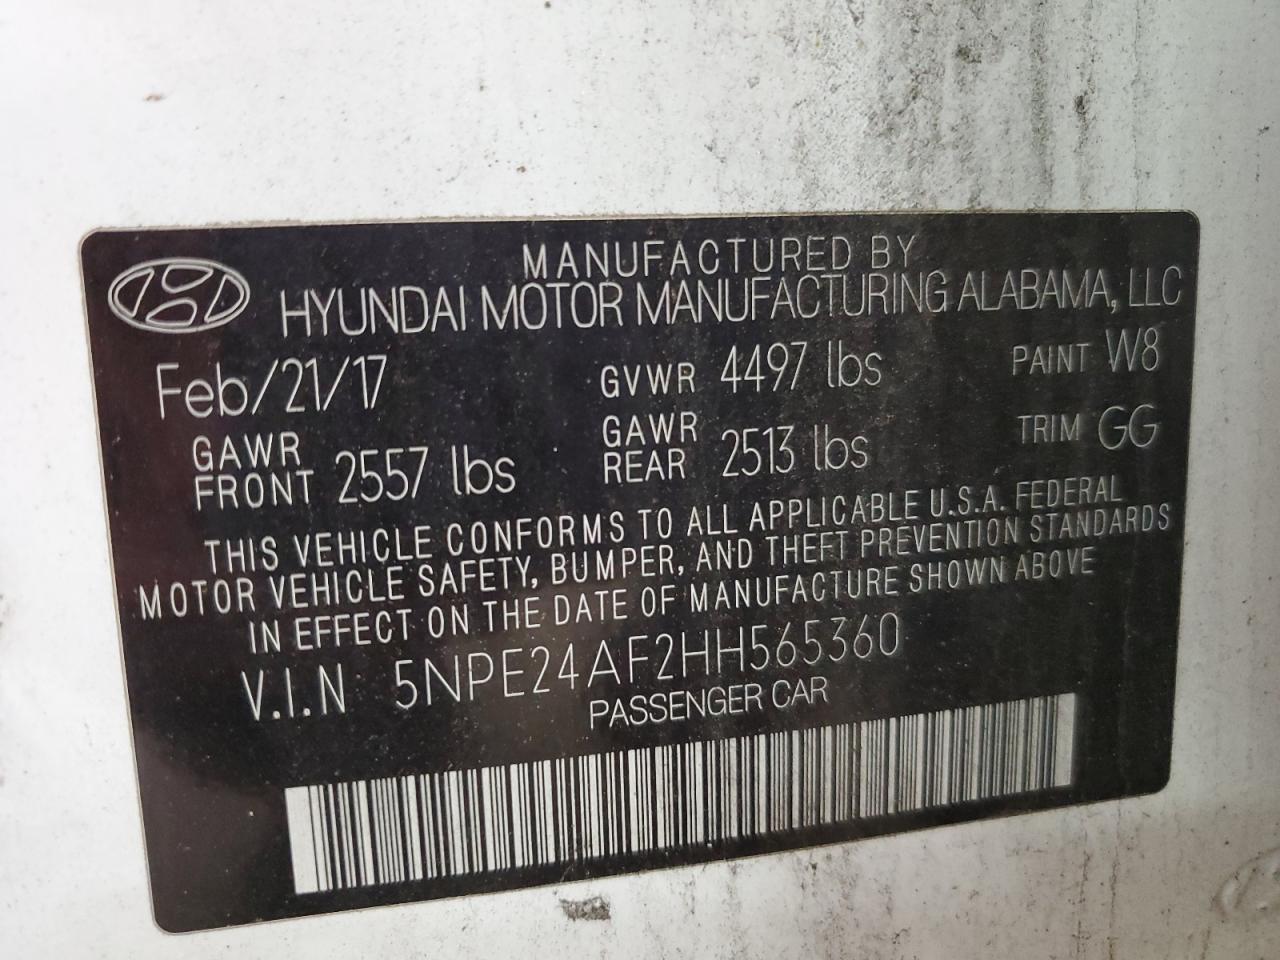 MANUFACTURED BY
HYUNDAI MOTOR MANUFACTURING ALABAMA, LLC
Feb/21/17 GVWR 4497 lbs PAINT W8
GAWR FRONT 2557 lbs GAWR REAR 2513 lbs TRIM GG
THIS VEHICLE CONFORMS TO ALL APPLICABLE U.S.A. FEDERAL
MOTOR VEHICLE SAFETY, BUMPER, AND THEFT PREVENTION STANDARDS
IN EFFECT ON THE DATE OF MANUFACTURE SHOWN ABOVE
V.I.N 5NPE24AF2HH565360
PASSENGER CAR